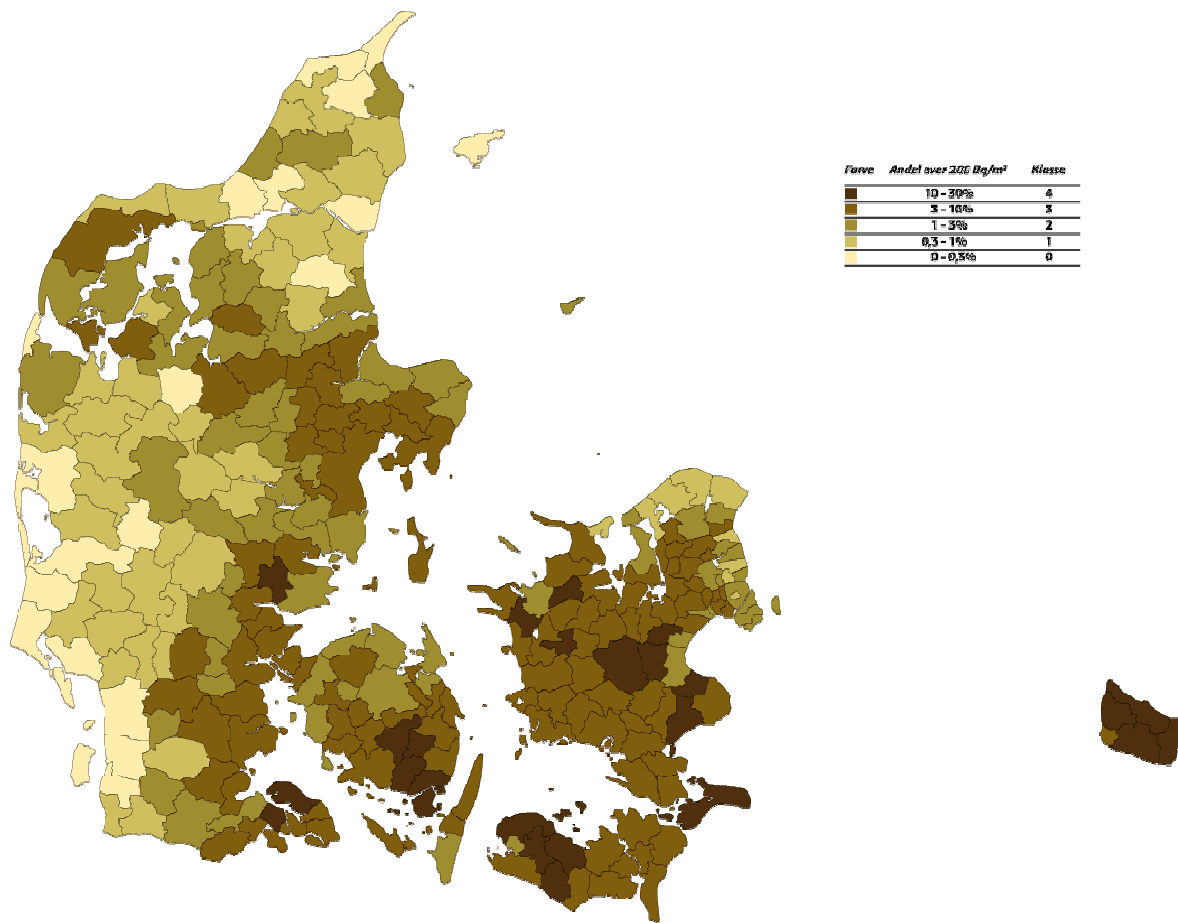 Farve Andel over 200 Bq/m³ Klasse
10 - 30% 4
3 - 10% 3
1 - 3% 2
0,3 - 1% 1
0 - 0,3% 0